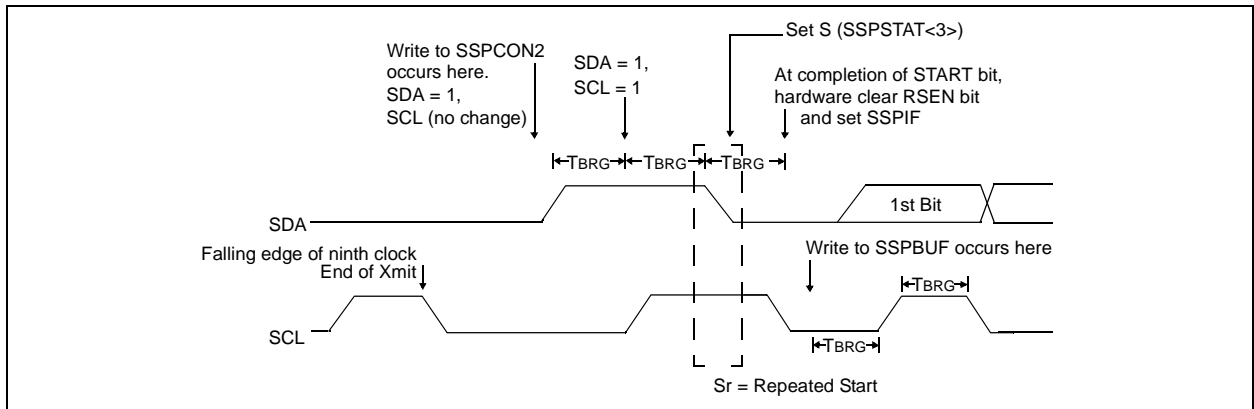 Set S (SSPSTAT<3>)
Write to SSPCON2
occurs here.
SDA = 1,
SCL (no change)
SDA = 1,
SCL = 1
At completion of START bit,
hardware clear RSEN bit
and set SSPIF
TBRG
TBRG
TBRG
SDA
1st Bit
Falling edge of ninth clock
End of Xmit
Write to SSPBUF occurs here
TBRG
SCL
TBRG
Sr = Repeated Start